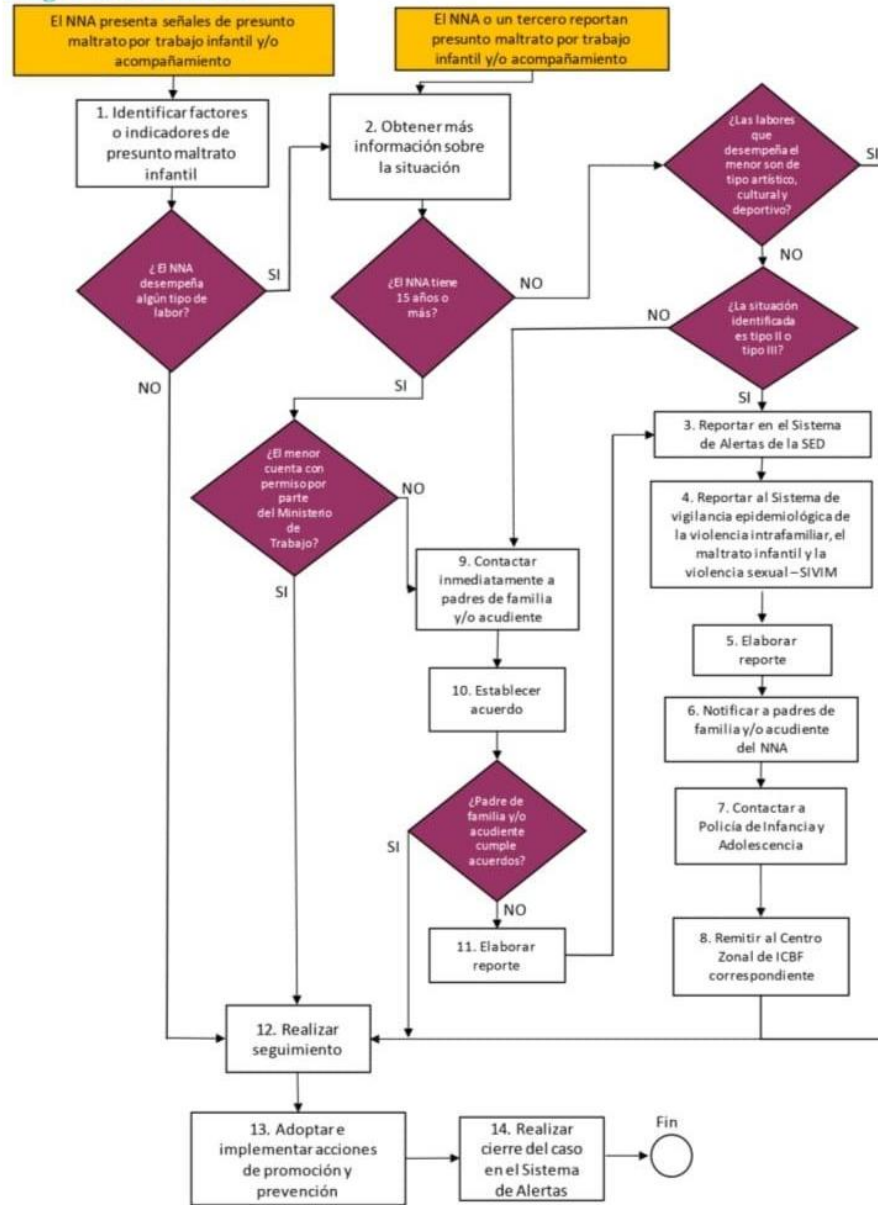 El NNA presenta señales de presunto
maltrato por trabajo infantil y/o
acompañamiento
El NNA o un tercero reportan
presunto maltrato por trabajo
infantil y/o acompañamiento
1. Identificar factores
o indicadores de
presunto maltrato
infantil
2. Obtener más
información sobre
la situación
¿Las labores
que
desempeña el
menor son de
tipo artístico,
cultural y
deportivo?
SI
NO
¿El NNA
desempeña
algún tipo de
labor?
SI
NO
¿El NNA tiene
15 años o
más?
NO
SI
¿La situación
identificada
es tipo II o
tipo III?
NO
SI
¿El menor
cuenta con
permiso por
parte
del Ministerio
de
Trabajo?
NO
SI
3. Reportar en el Sistema
de Alertas de la SED
4. Reportar al Sistema de
vigilancia epidemiológica de
la violencia intrafamiliar, el
maltrato infantil y la
violencia sexual – SIVIM
5. Elaborar
reporte
6. Notificar a padres de
familia y/o acudiente
del NNA
7. Contactar a
Policía de Infancia y
Adolescencia
8. Remitir al Centro
Zonal de ICBF
correspondiente
9. Contactar
inmediatamente a
padres de familia
y/o acudiente
10. Establecer
acuerdo
¿Padre de
familia y/o
acudiente
cumple
acuerdos?
SI
NO
11. Elaborar
reporte
12. Realizar
seguimiento
13. Adoptar e
implementar acciones
de promoción y
prevención
14. Realizar
cierre del caso
en el Sistema
de Alertas
Fin